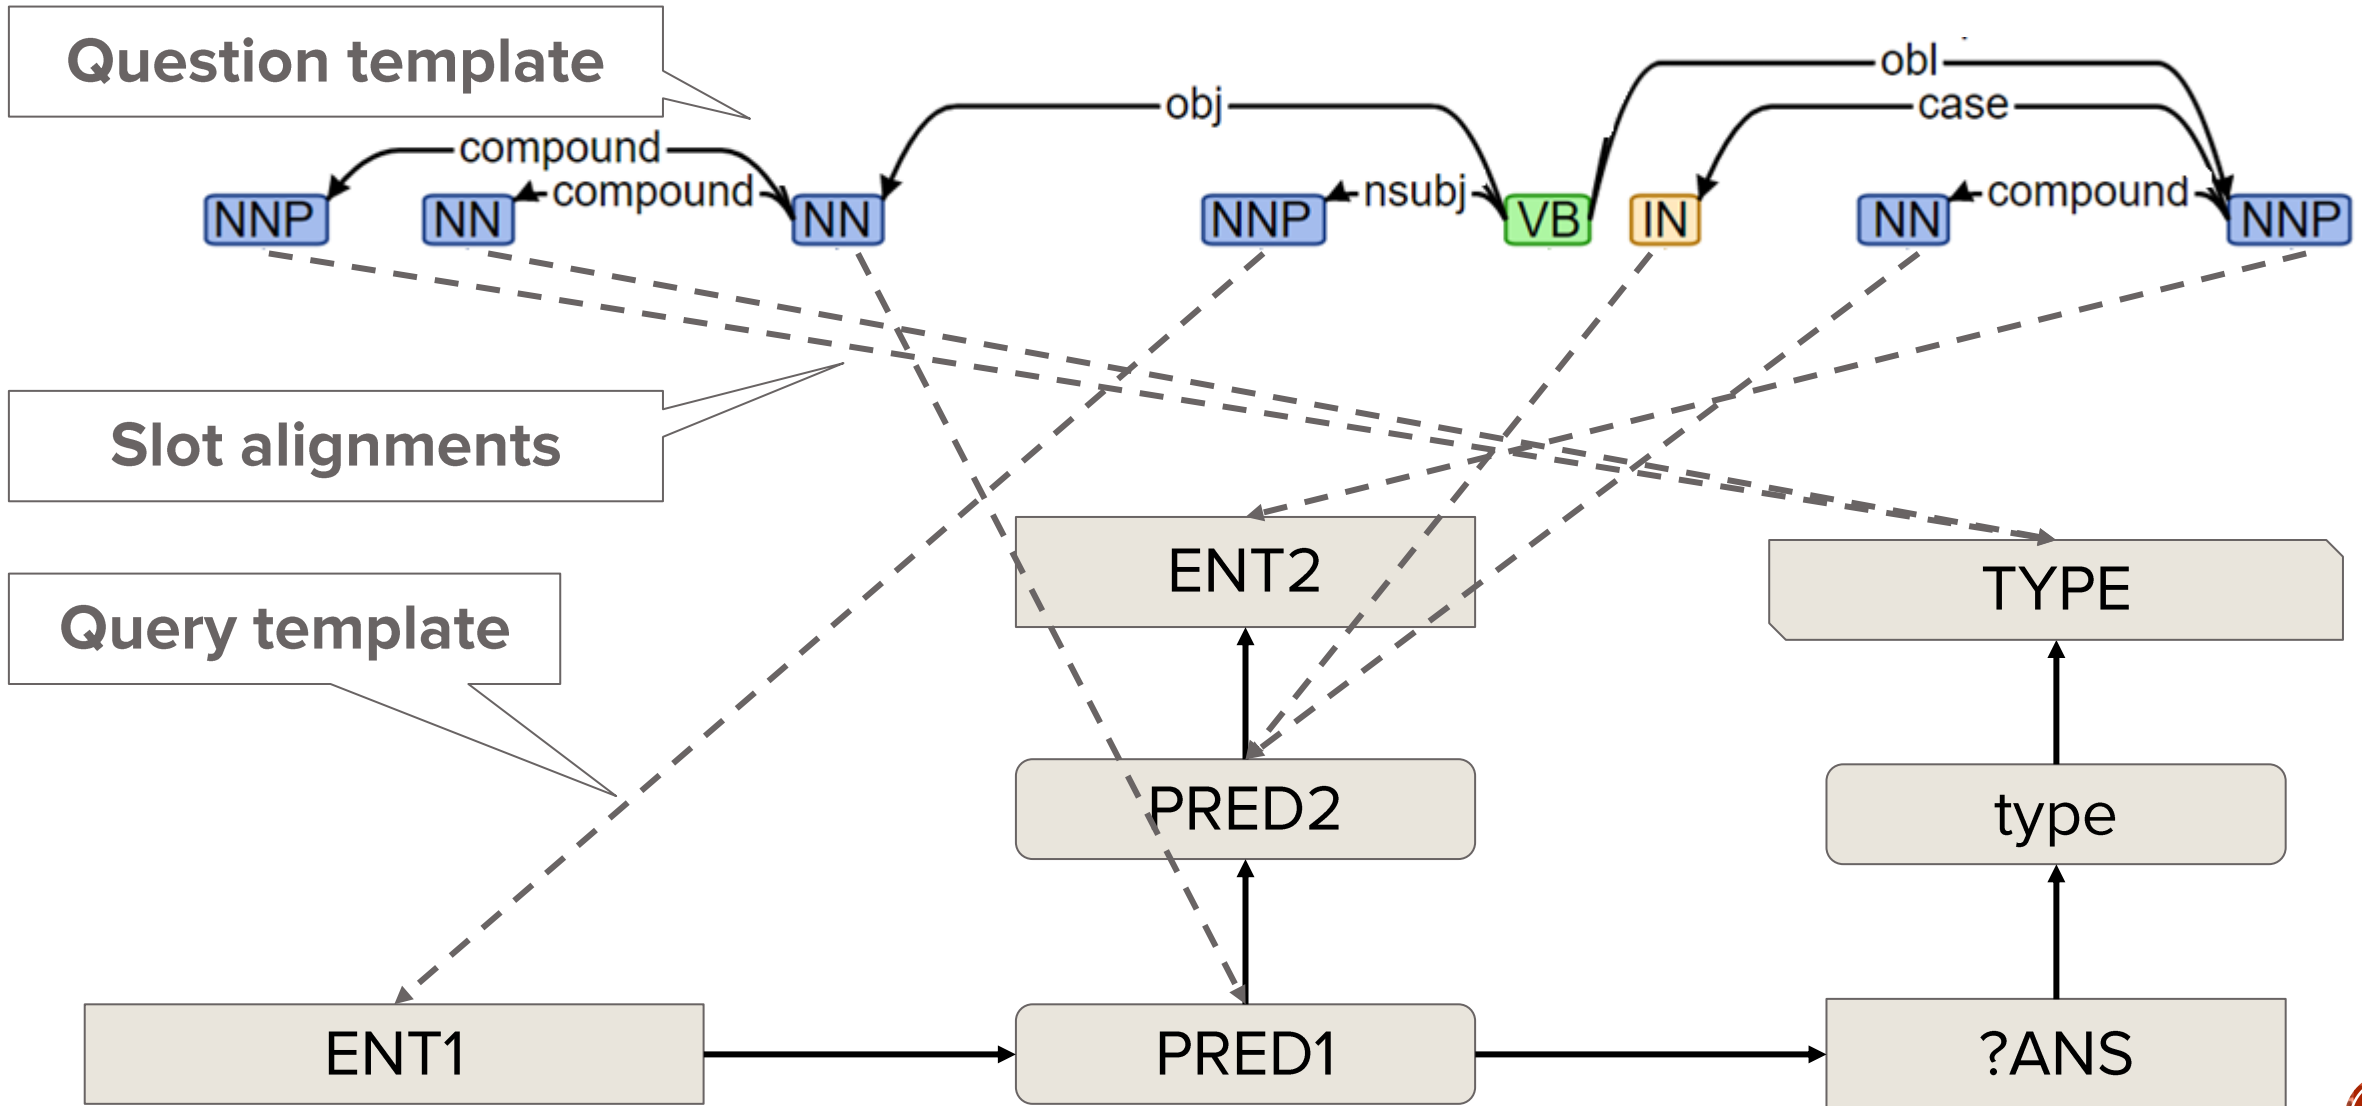 Question template
obl
obj
case
compound
compound
nsubj
compound
NNP NN NN NNP VB IN NN NNP
Slot alignments
ENT2
TYPE
Query template
PRED2
type
ENT1
PRED1
?ANS